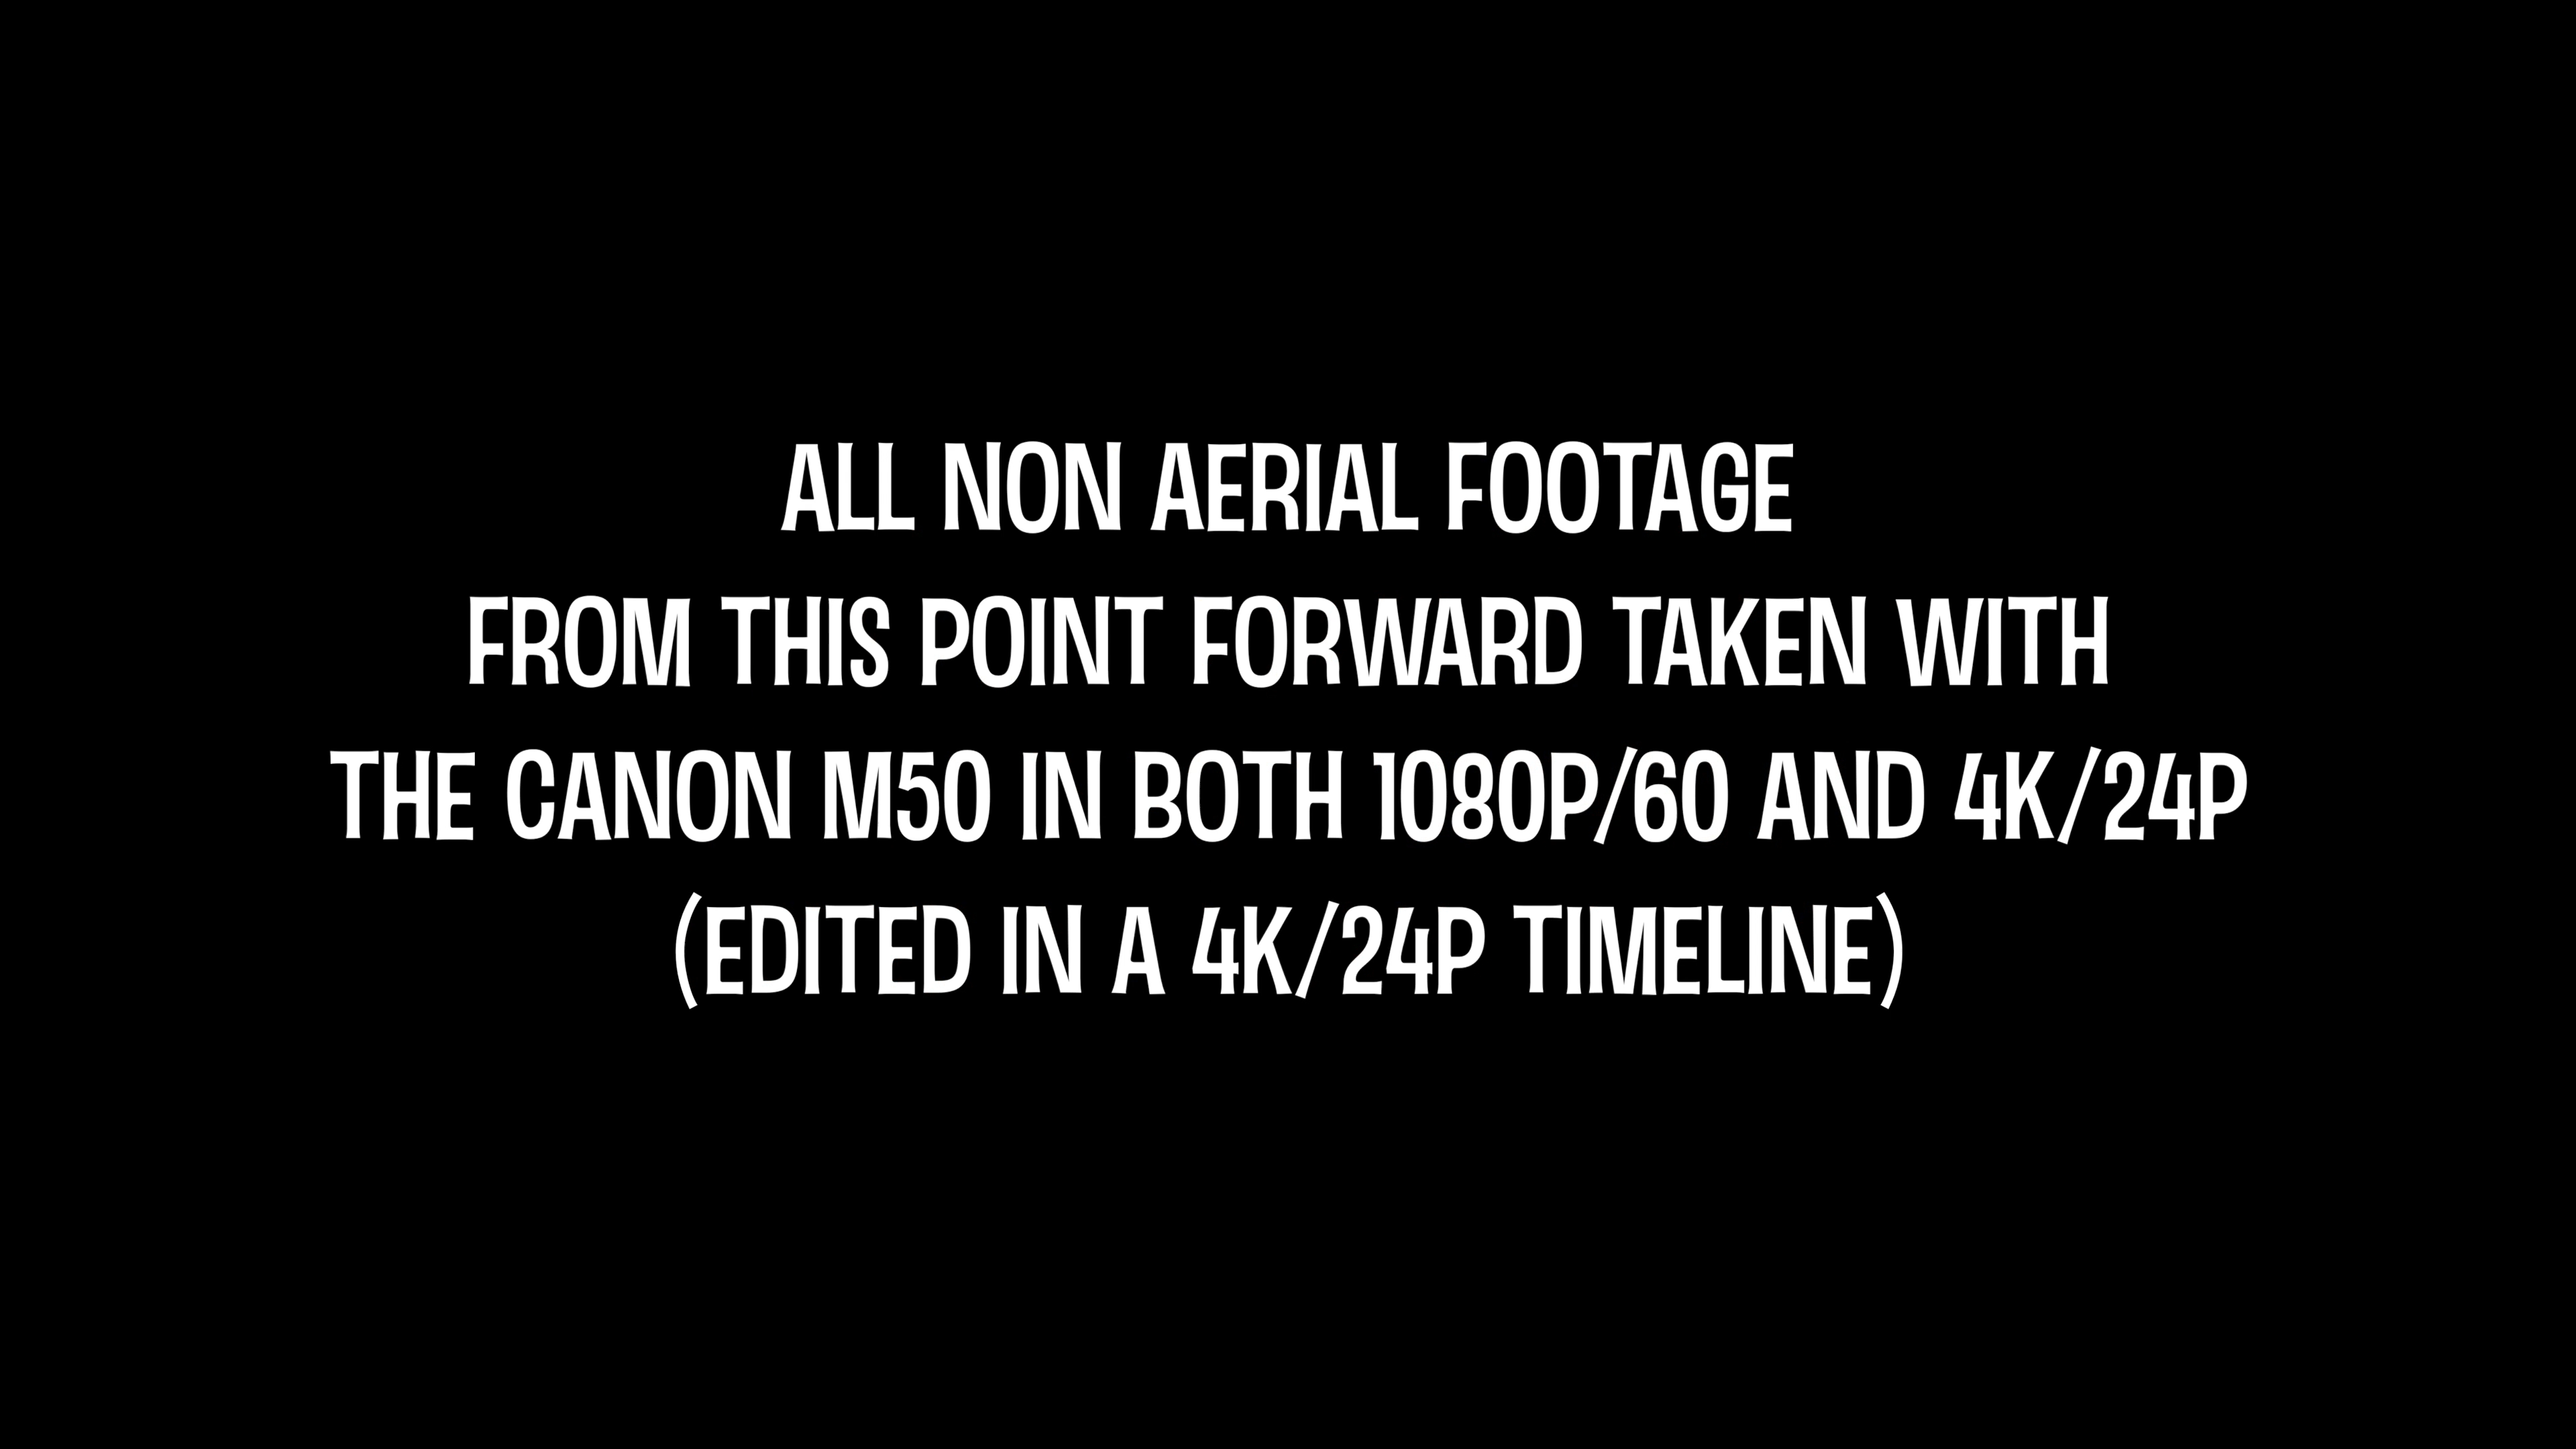 ALL NON AERIAL FOOTAGE
FROM THIS POINT FORWARD TAKEN WITH
THE CANON M50 IN BOTH 1080P/60 AND 4K/24P
(EDITED IN A 4K/24P TIMELINE)